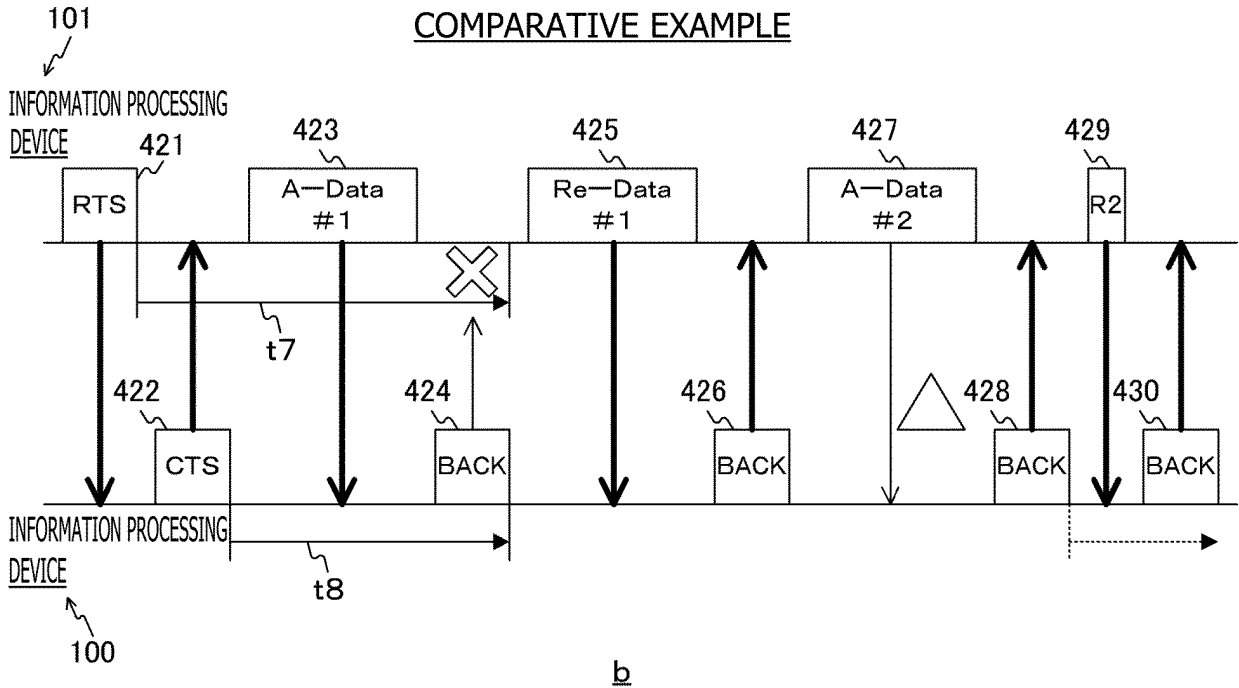 101
COMPARATIVE EXAMPLE
INFORMATION PROCESSING
DEVICE
421
423
425
427
429
RTS
A-Data
#1
Re-Data
#1
A-Data
#2
R2
t7
422
424
426
428
430
CTS
BACK
BACK
BACK
BACK
INFORMATION PROCESSING
DEVICE
t8
100
b